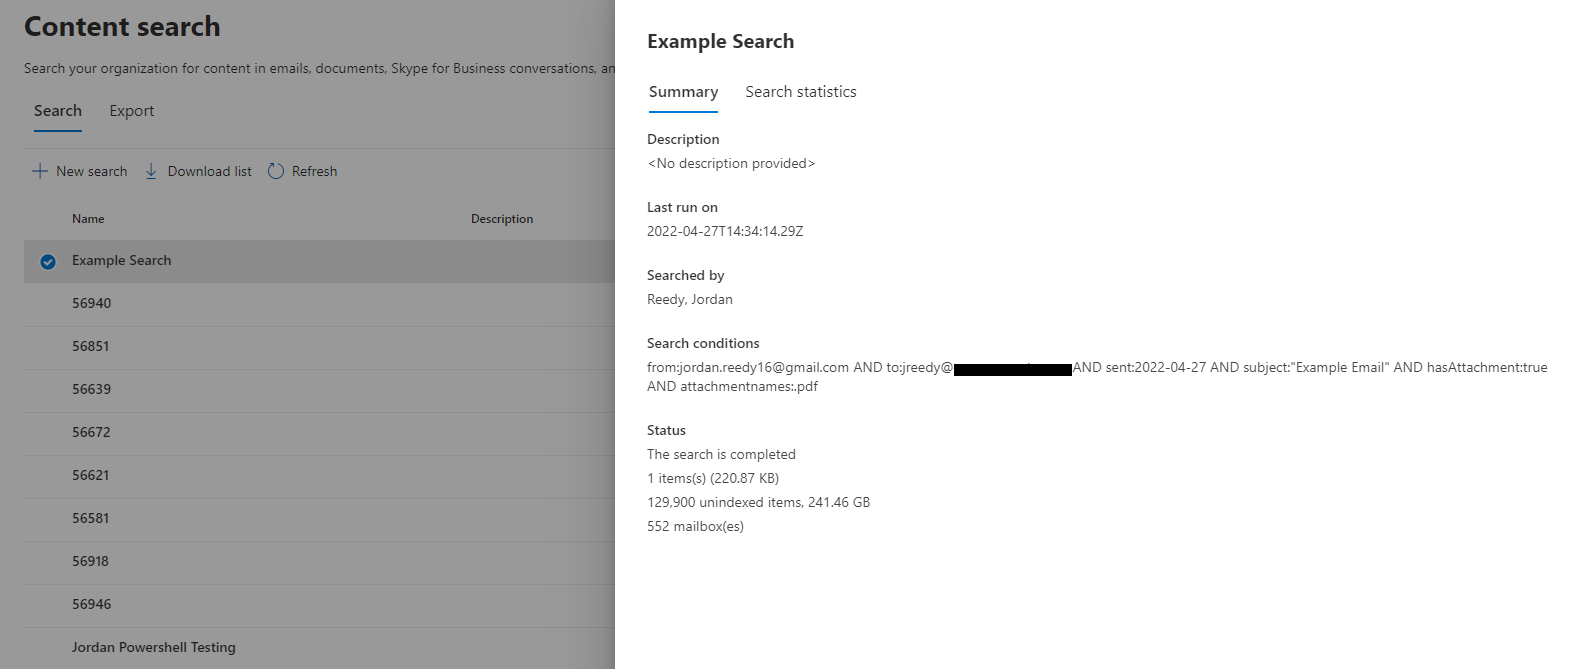 Content search
Search your organization for content in emails, documents, Skype for Business conversations, an
Search Export
New search Download list Refresh
Name Description
Example Search
56940
56851
56639
56672
56621
56581
56918
56946
Jordan Powershell Testing
Example Search
Summary Search statistics
Description
<No description provided>
Last run on
2022-04-27T14:34:14.29Z
Searched by
Reedy, Jordan
Search conditions
from:jordan.reedy16@gmail.com AND to:jreedy@ AND sent:2022-04-27 AND subject:"Example Email" AND hasAttachment:true
AND attachmentnames:.pdf
Status
The search is completed
1 items(s) (220.87 KB)
129,900 unindexed items, 241.46 GB
552 mailbox(es)